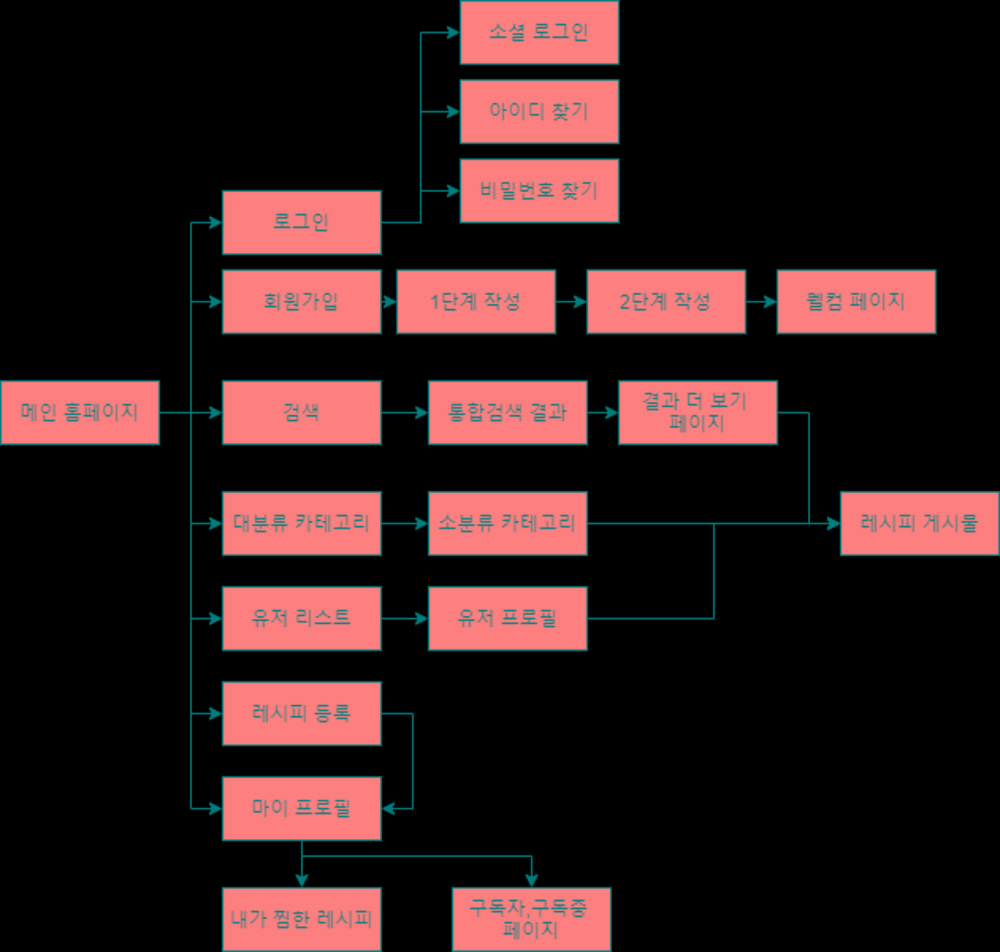 소셜 로그인
아이디 찾기
비밀번호 찾기
로그인
회원가입
1단계 작성
2단계 작성
웰컴 페이지
메인 홈페이지
검색
통합검색 결과
결과 더 보기
페이지
대분류 카테고리
소분류 카테고리
레시피 게시물
유저 리스트
유저 프로필
레시피 등록
마이 프로필
내가 찜한 레시피
구독자,구독중
페이지